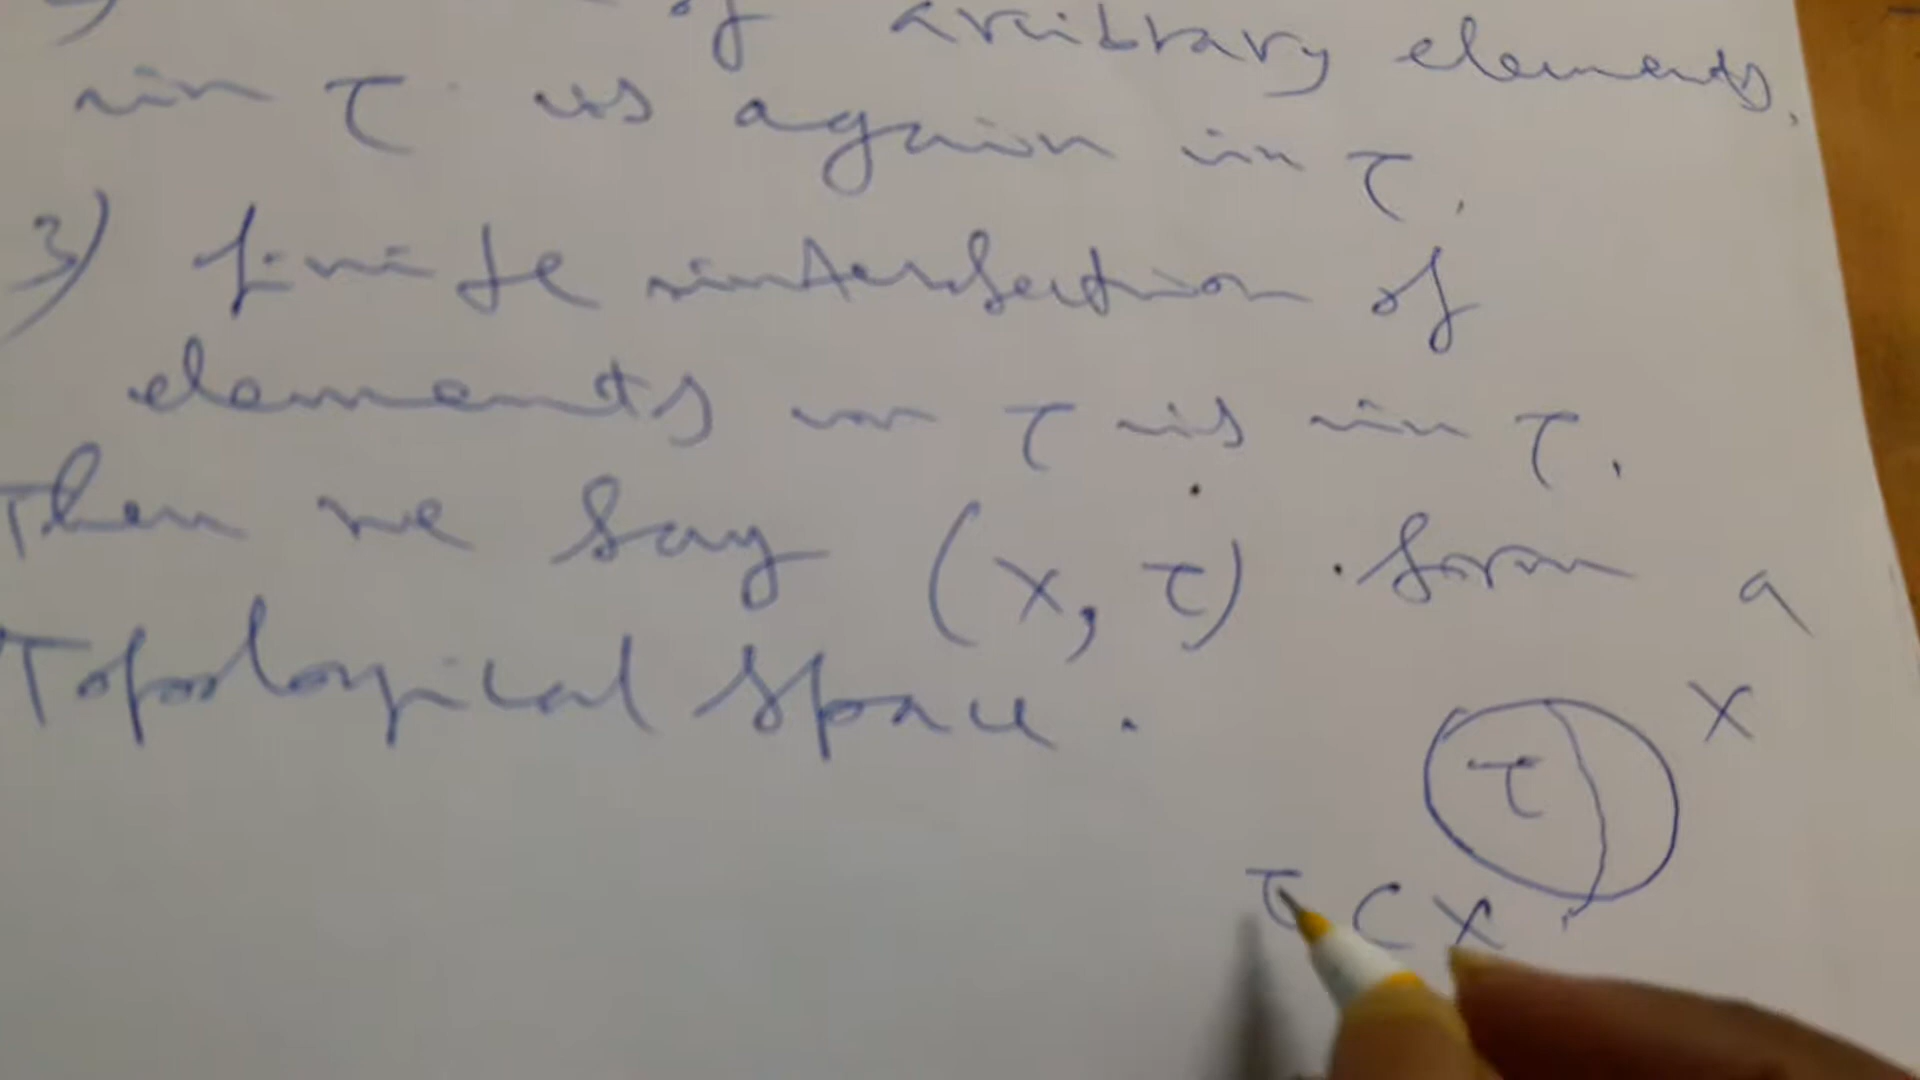 of arbitrary elements.
in τ is again in τ.
3) finite intersection of
elements in τ is in τ.
Then we say (X, τ) form a
Topological space.
X
τ
τ ⊂ X